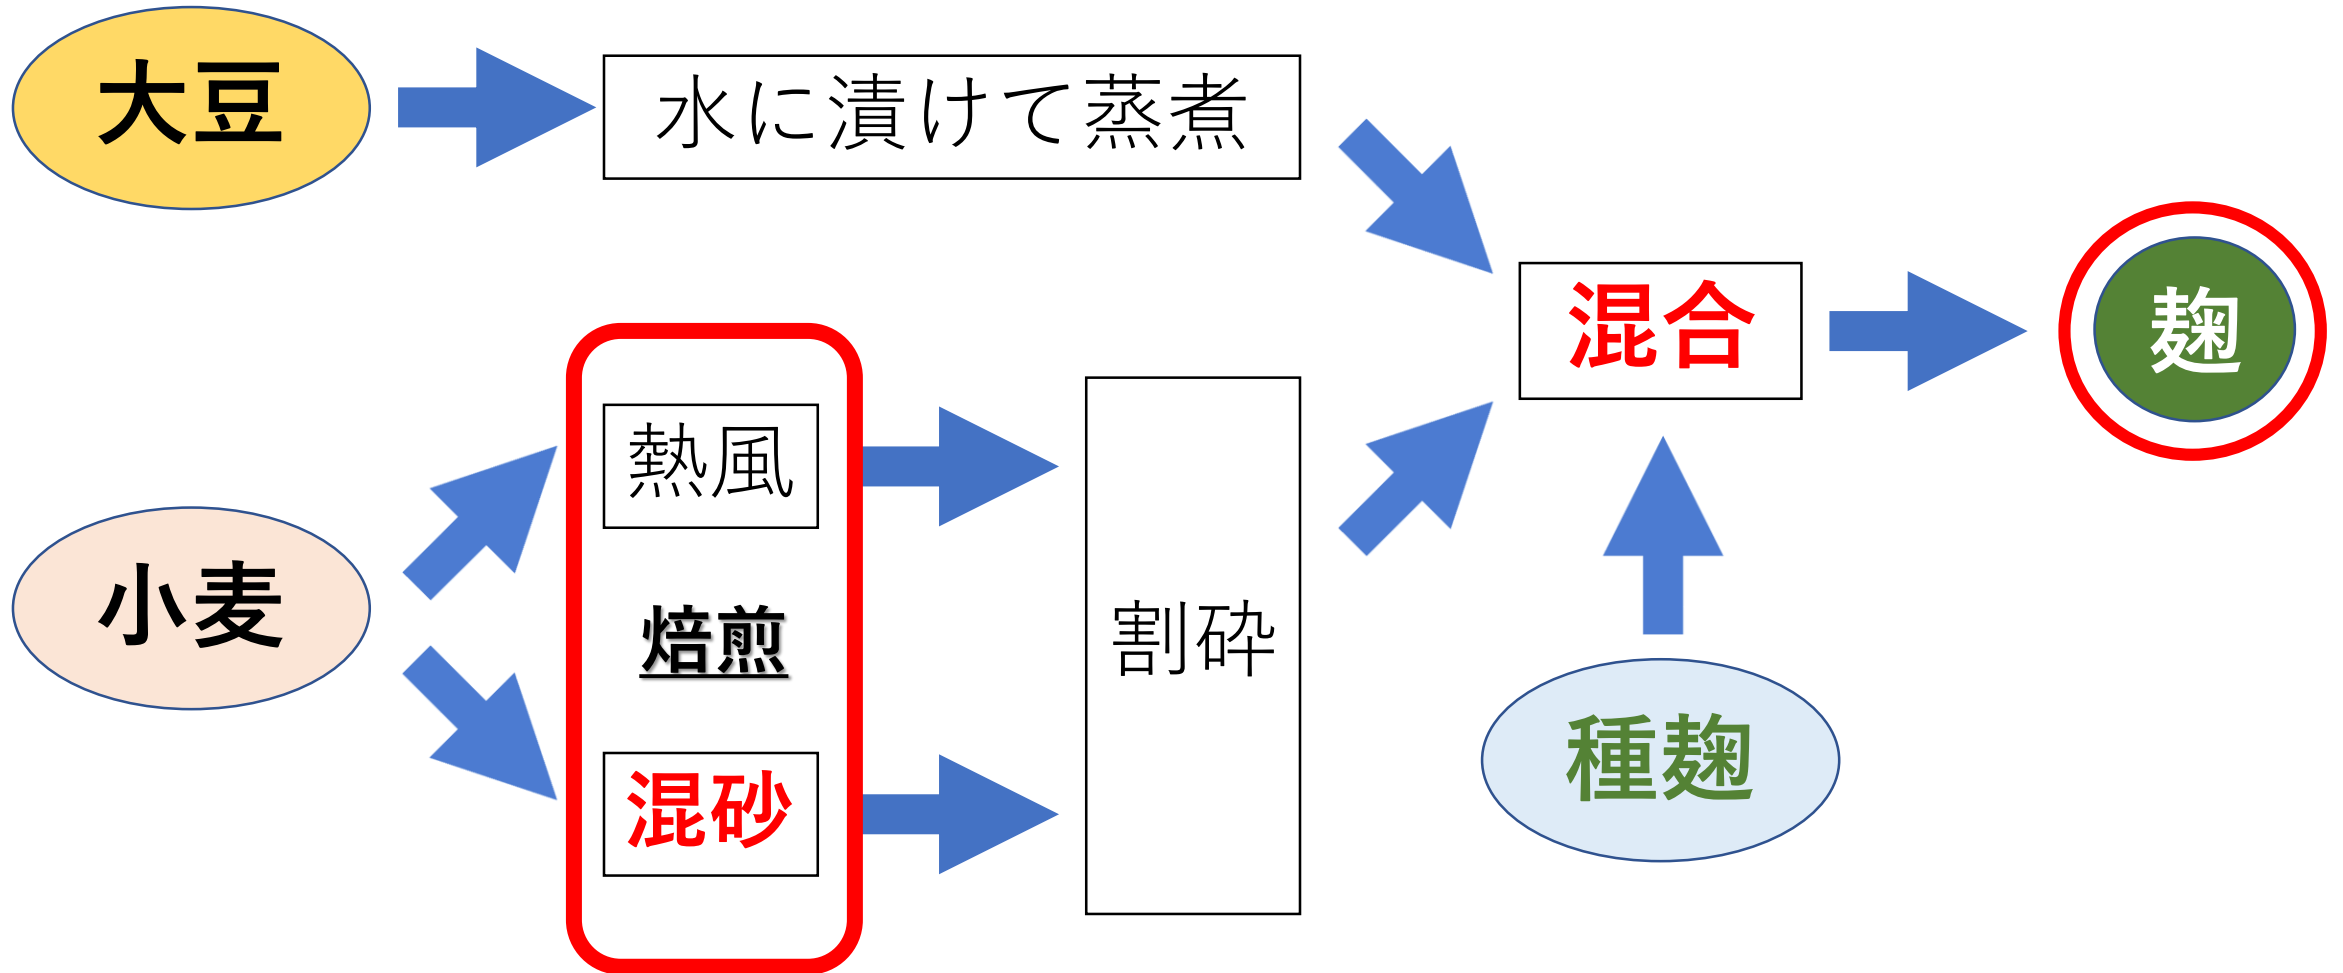 大豆
水に漬けて蒸煮
混合
麹
熱風
小麦
焙煎
割砕
混砂
種麹